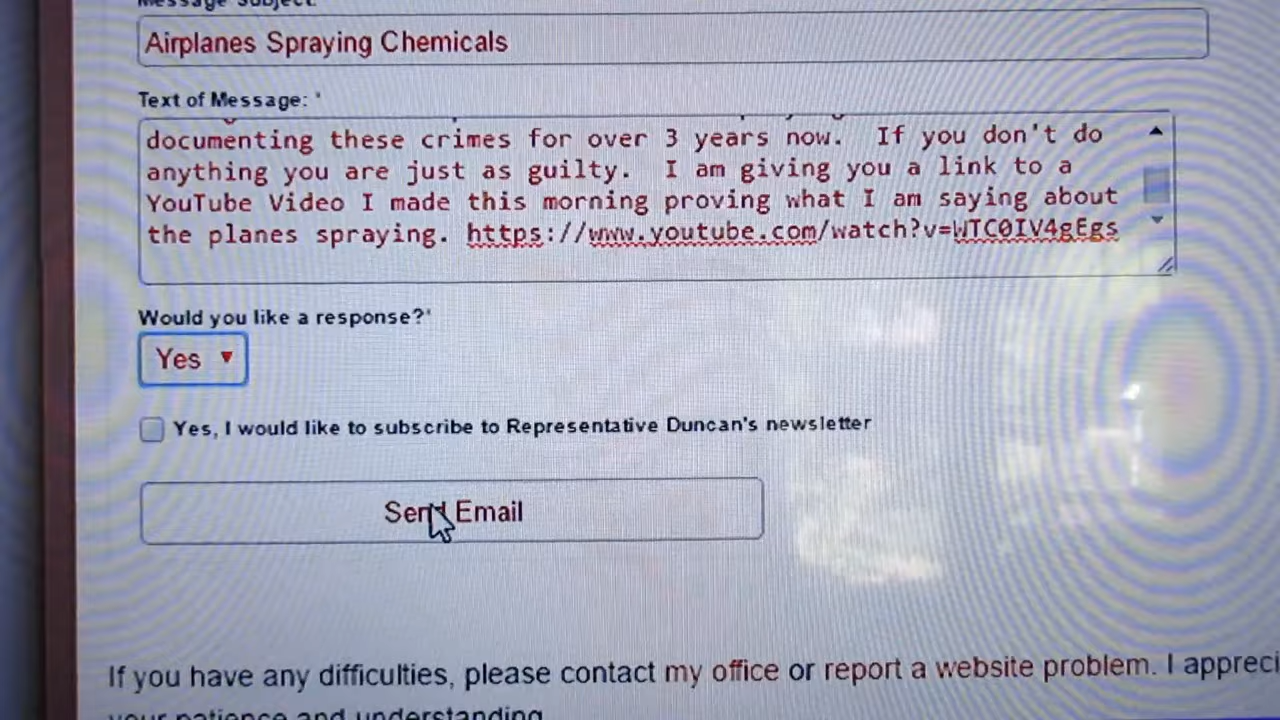 Message Subject:
Airplanes Spraying Chemicals
Text of Message: *
documenting these crimes for over 3 years now.  If you don't do
anything you are just as guilty.  I am giving you a link to a
YouTube Video I made this morning proving what I am saying about
the planes spraying. https://www.youtube.com/watch?v=WTC0IV4gEgs
Would you like a response?*
Yes
Yes, I would like to subscribe to Representative Duncan's newsletter
Send Email
If you have any difficulties, please contact my office or report a website problem. I appreci
your patience and understanding